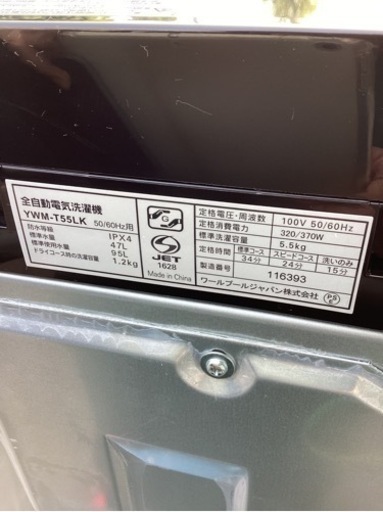 全自動電気洗濯機
YWM-T55LK 50/60Hz用
防水等級 IPX4
標準水量 47L
標準使用水量 95L
ドライコース時の洗濯容量 1.2kg
G
JET
1628
Made in China
定格電圧・周波数 100V 50/60Hz
定格消費電力 320/370W
標準洗濯容量 5.5kg
定格時間 標準コース スピードコース 洗いのみ
34分 24分 15分
製造番号 116393
ワールプールジャパン株式会社
PSE